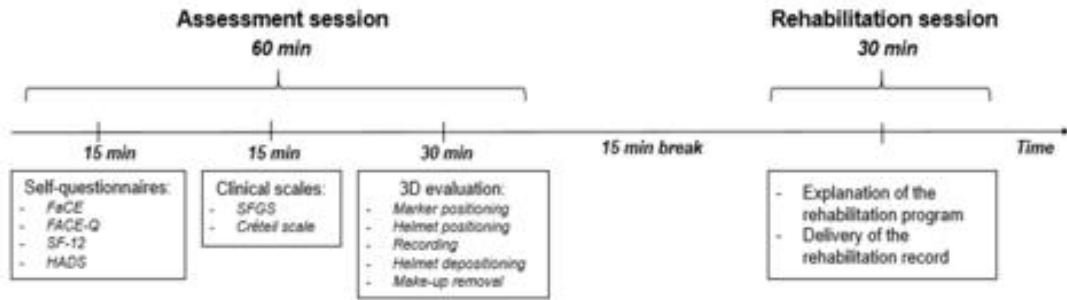 Assessment session
60 min
Rehabilitation session
30 min
15 min
15 min
30 min
15 min break
Time
Self-questionnaires:
- FaCE
- FACE-Q
- SF-12
- HADS
Clinical scales:
- SFGS
- Créteil scale
3D evaluation:
- Marker positioning
- Helmet positioning
- Recording
- Helmet depositioning
- Make-up removal
- Explanation of the
rehabilitation program
- Delivery of the
rehabilitation record